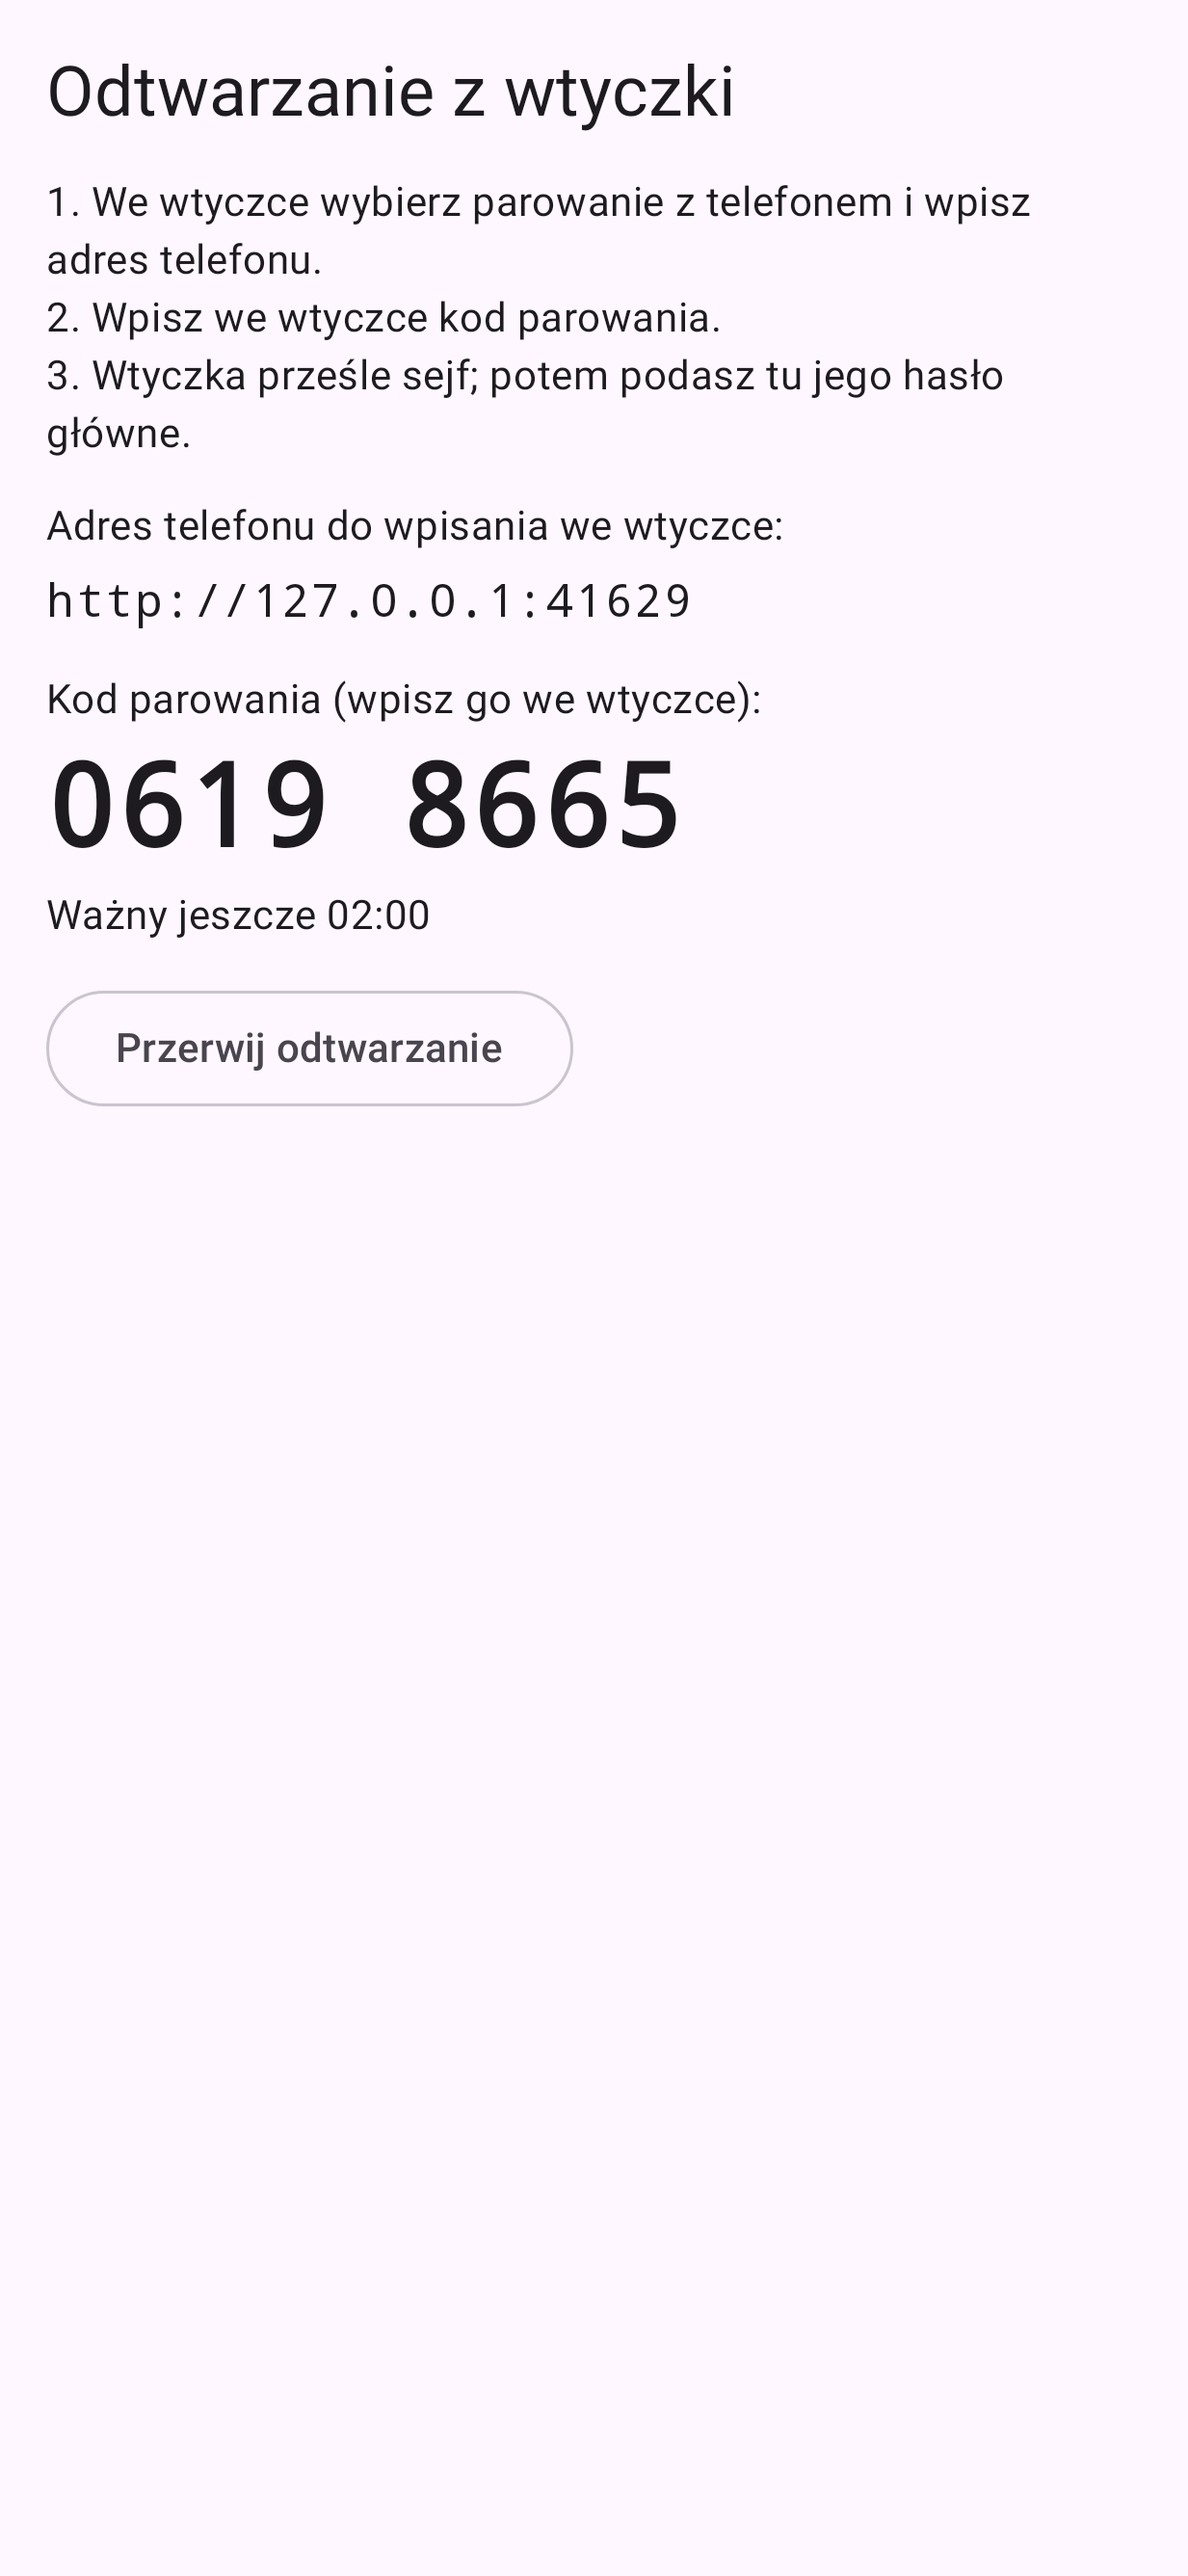 Odtwarzanie z wtyczki
1. We wtyczce wybierz parowanie z telefonem i wpisz
adres telefonu.
2. Wpisz we wtyczce kod parowania.
3. Wtyczka prześle sejf; potem podasz tu jego hasło
główne.
Adres telefonu do wpisania we wtyczce:
http://127.0.0.1:41629
Kod parowania (wpisz go we wtyczce):
0619 8665
Ważny jeszcze 02:00
Przerwij odtwarzanie